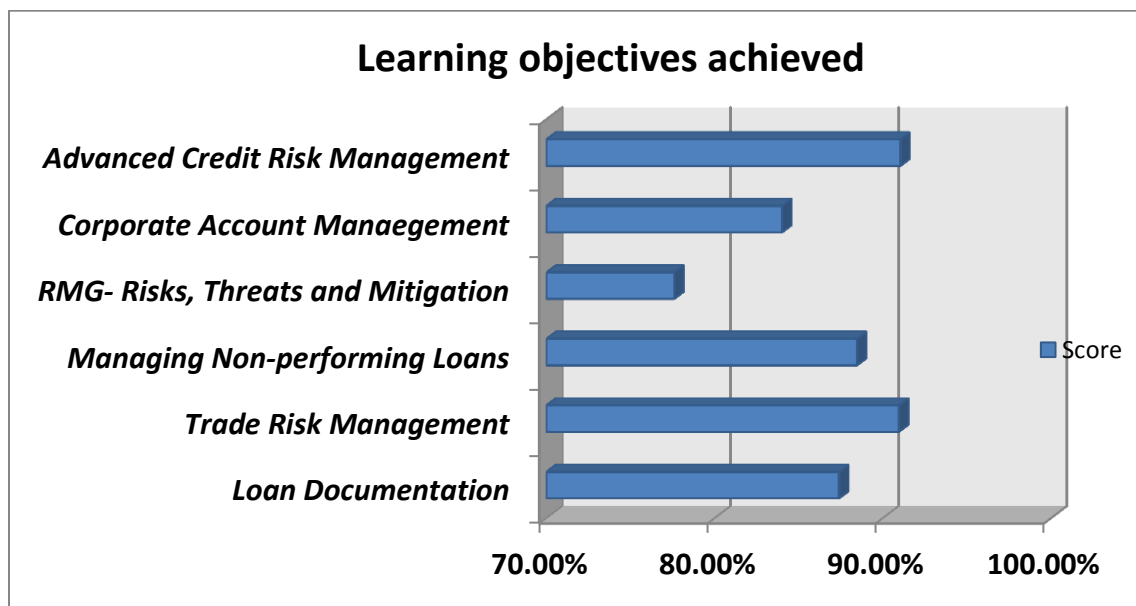 Learning objectives achieved
Advanced Credit Risk Management
Corporate Account Manaegement
RMG- Risks, Threats and Mitigation
Managing Non-performing Loans
Score
Trade Risk Management
Loan Documentation
70.00% 80.00% 90.00% 100.00%